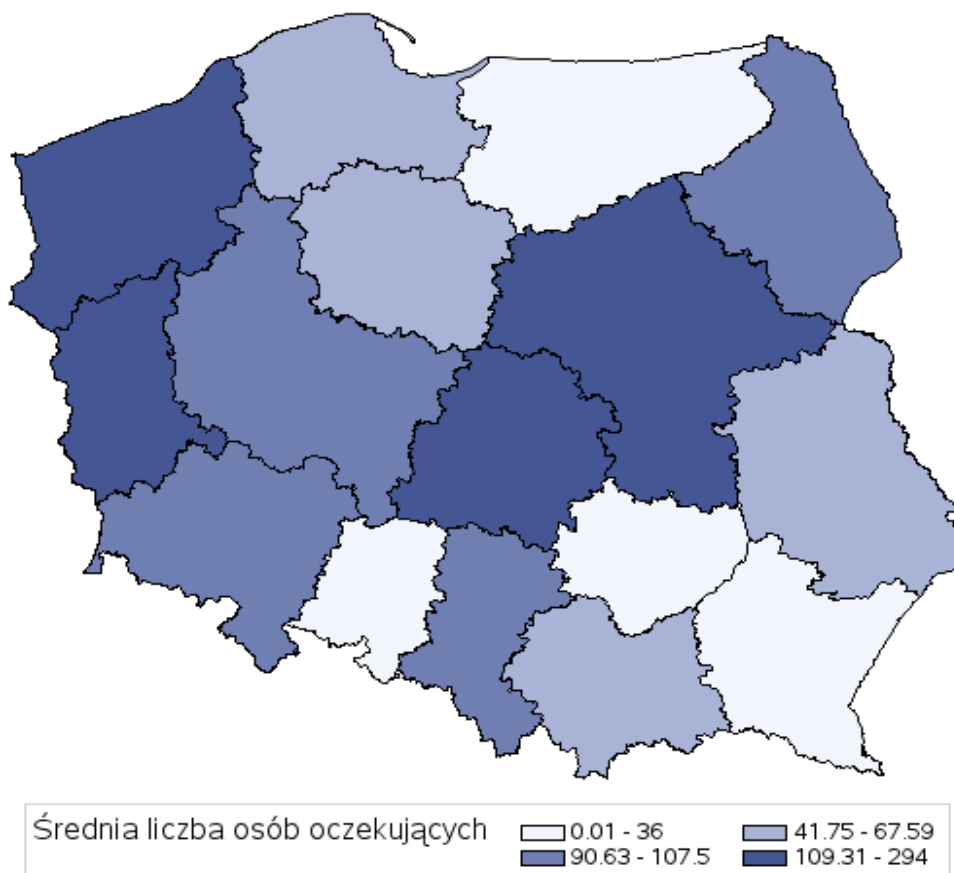 Średnia liczba osób oczekujących
0.01 - 36
41.75 - 67.59
90.63 - 107.5
109.31 - 294